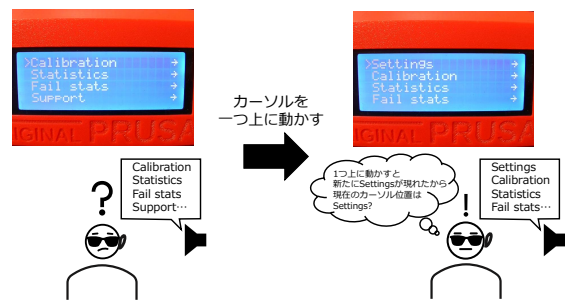 >Calibration →
Statistics →
Fail stats →
Support →
IGINAL PRUSA
カーソルを
一つ上に動かす
>Settings →
Calibration →
Statistics →
Fail stats →
IGINAL PRUSA
Calibration
Statistics
Fail stats
Support…
?
1つ上に動かすと
新たにSettingsが現れたから
現在のカーソル位置は
Settings?
!
Settings
Calibration
Statistics
Fail stats…